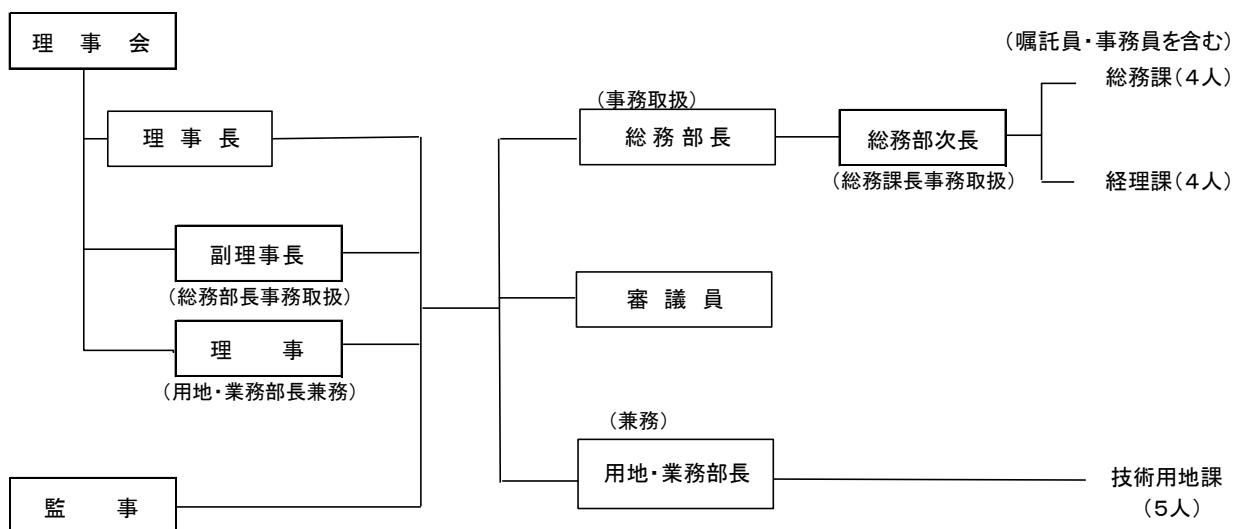 理事会
(嘱託員・事務員を含む)
総務課(4人)
(事務取扱)
理事長
総務部長
総務部次長
(総務課長事務取扱)
経理課(4人)
副理事長
(総務部長事務取扱)
審議員
理事
(用地・業務部長兼務)
(兼務)
用地・業務部長
技術用地課
(5人)
監事